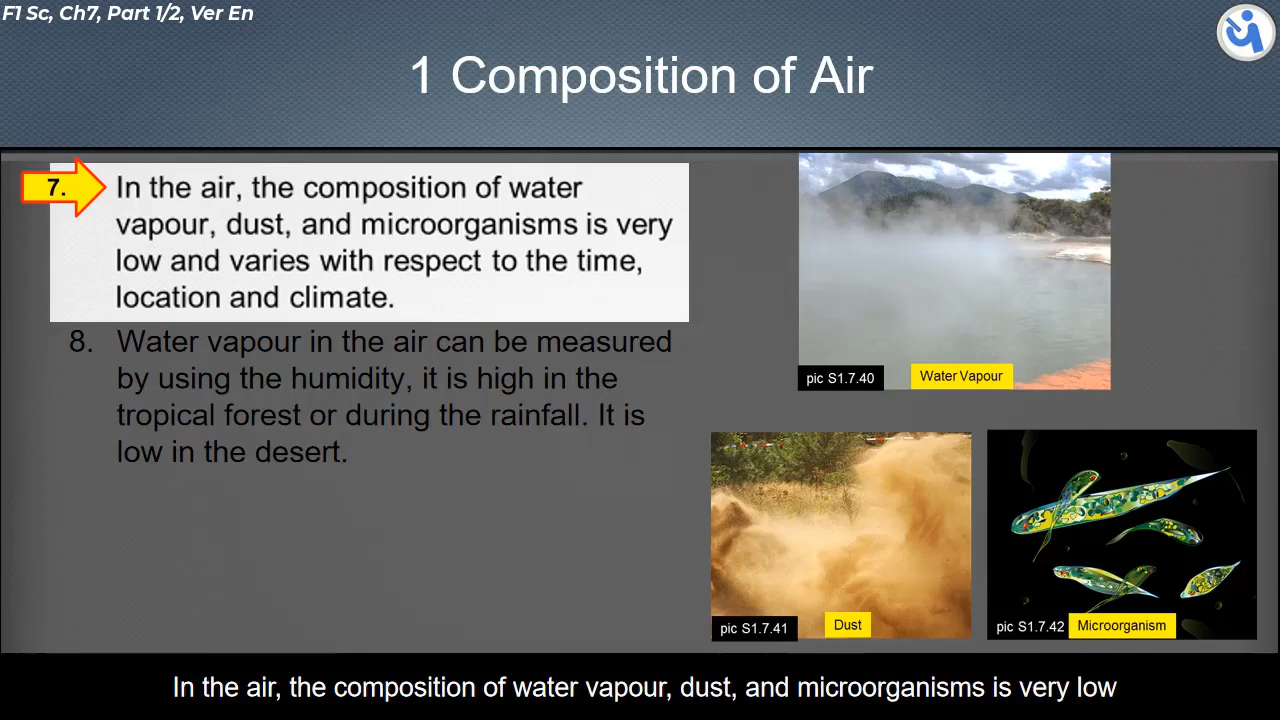 F1 Sc, Ch7, Part 1/2, Ver En
1 Composition of Air
7. In the air, the composition of water
vapour, dust, and microorganisms is very
low and varies with respect to the time,
location and climate.
8. Water vapour in the air can be measured
by using the humidity, it is high in the
tropical forest or during the rainfall. It is
low in the desert.
pic S1.7.40
Water Vapour
pic S1.7.41
Dust
pic S1.7.42
Microorganism
In the air, the composition of water vapour, dust, and microorganisms is very low